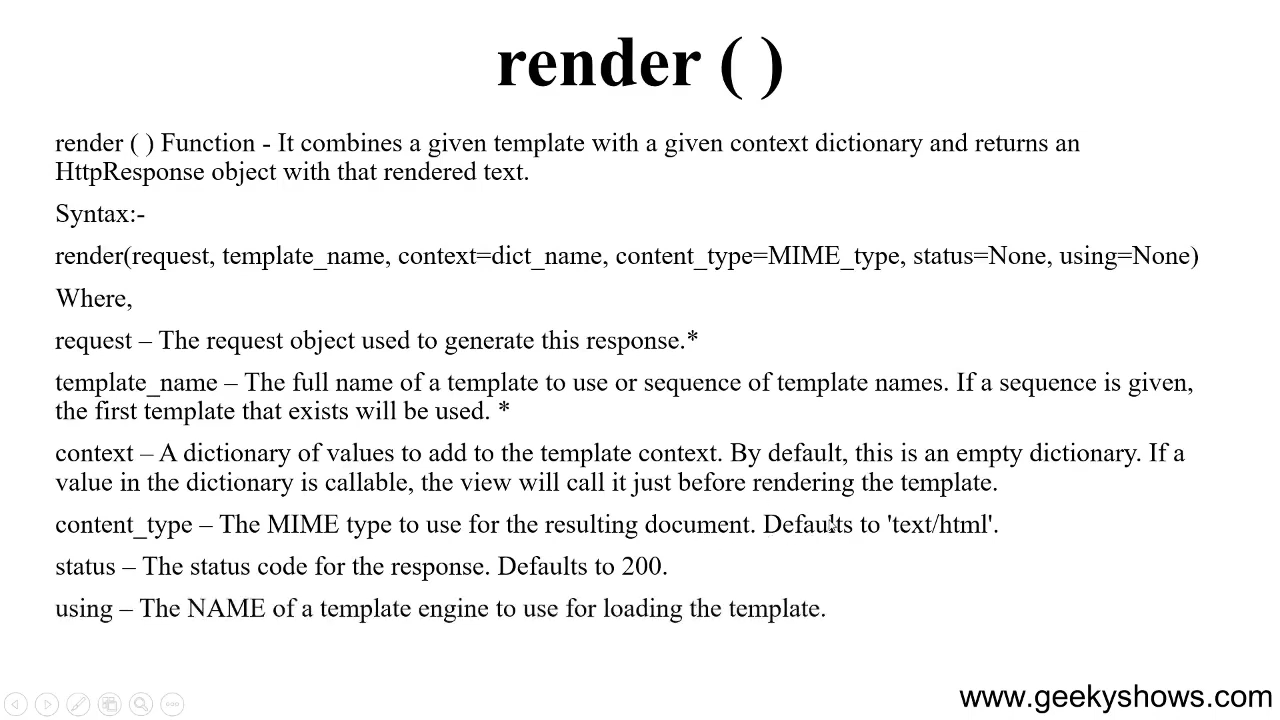 render ( )
render ( ) Function - It combines a given template with a given context dictionary and returns an
HttpResponse object with that rendered text.
Syntax:-
render(request, template_name, context=dict_name, content_type=MIME_type, status=None, using=None)
Where,
request – The request object used to generate this response.*
template_name – The full name of a template to use or sequence of template names. If a sequence is given,
the first template that exists will be used. *
context – A dictionary of values to add to the template context. By default, this is an empty dictionary. If a
value in the dictionary is callable, the view will call it just before rendering the template.
content_type – The MIME type to use for the resulting document. Defaults to 'text/html'.
status – The status code for the response. Defaults to 200.
using – The NAME of a template engine to use for loading the template.
www.geekyshows.com